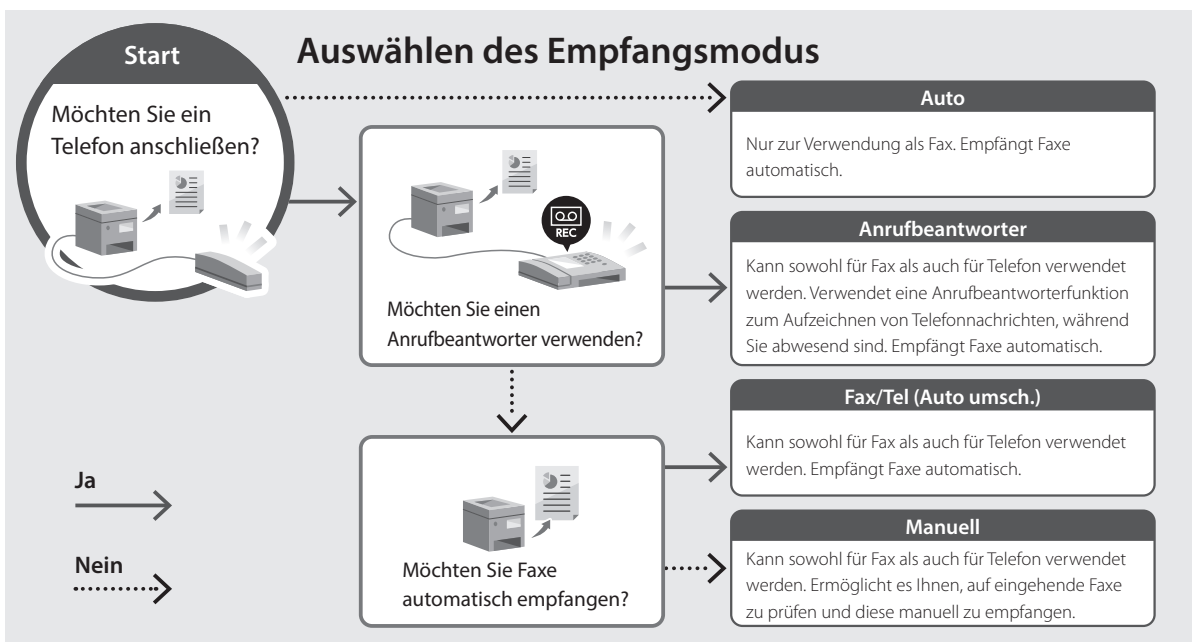 Auswählen des Empfangsmodus
Start
Möchten Sie ein
Telefon anschließen?
REC
Möchten Sie einen
Anrufbeantworter verwenden?
Möchten Sie Faxe
automatisch empfangen?
Auto
Nur zur Verwendung als Fax. Empfängt Faxe
automatisch.
Anrufbeantworter
Kann sowohl für Fax als auch für Telefon verwendet
werden. Verwendet eine Anrufbeantworterfunktion
zum Aufzeichnen von Telefonnachrichten, während
Sie abwesend sind. Empfängt Faxe automatisch.
Fax/Tel (Auto umsch.)
Kann sowohl für Fax als auch für Telefon verwendet
werden. Empfängt Faxe automatisch.
Manuell
Kann sowohl für Fax als auch für Telefon verwendet
werden. Ermöglicht es Ihnen, auf eingehende Faxe
zu prüfen und diese manuell zu empfangen.
Ja
Nein